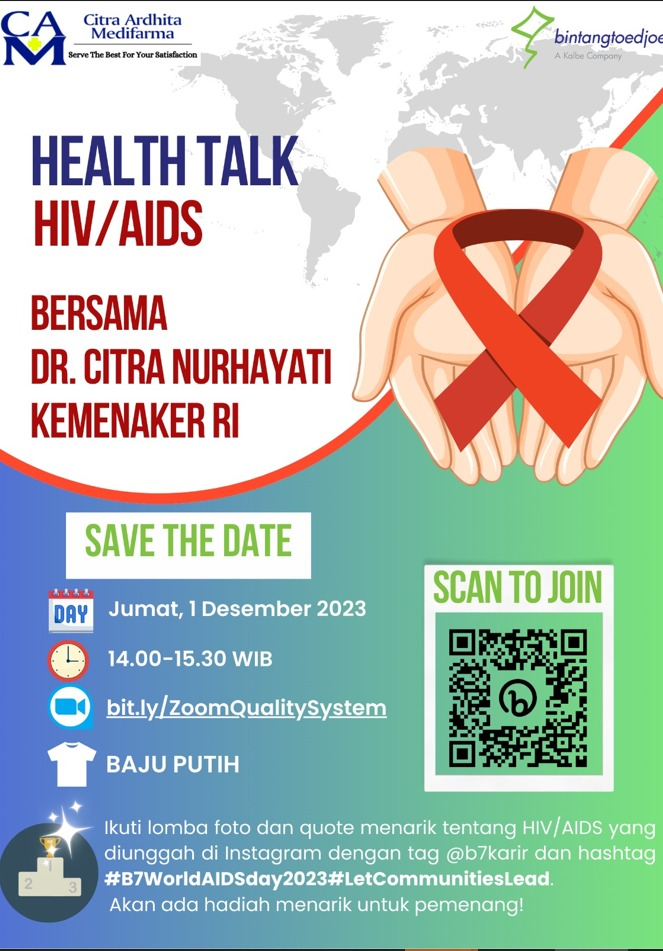 CAM
Citra Ardhita
Medifarma
Serve The Best For Your Satisfaction
bintangtoedjoe
A Kalbe Company
HEALTH TALK
HIV/AIDS
BERSAMA
DR. CITRA NURHAYATI
KEMENAKER RI
SAVE THE DATE
DAY
Jumat, 1 Desember 2023
14.00-15.30 WIB
bit.ly/ZoomQualitySystem
BAJU PUTIH
SCAN TO JOIN
b
1
2
3
Ikuti lomba foto dan quote menarik tentang HIV/AIDS yang
diunggah di Instagram dengan tag @b7karir dan hashtag
#B7WorldAIDSday2023#LetCommunitiesLead.
Akan ada hadiah menarik untuk pemenang!